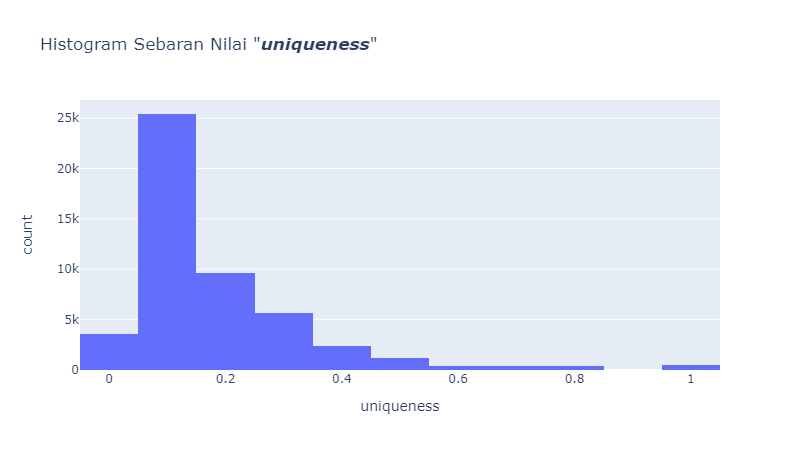 Histogram Sebaran Nilai "uniqueness"
25k
20k
15k
10k
5k
0
count
0 0.2 0.4 0.6 0.8 1
uniqueness